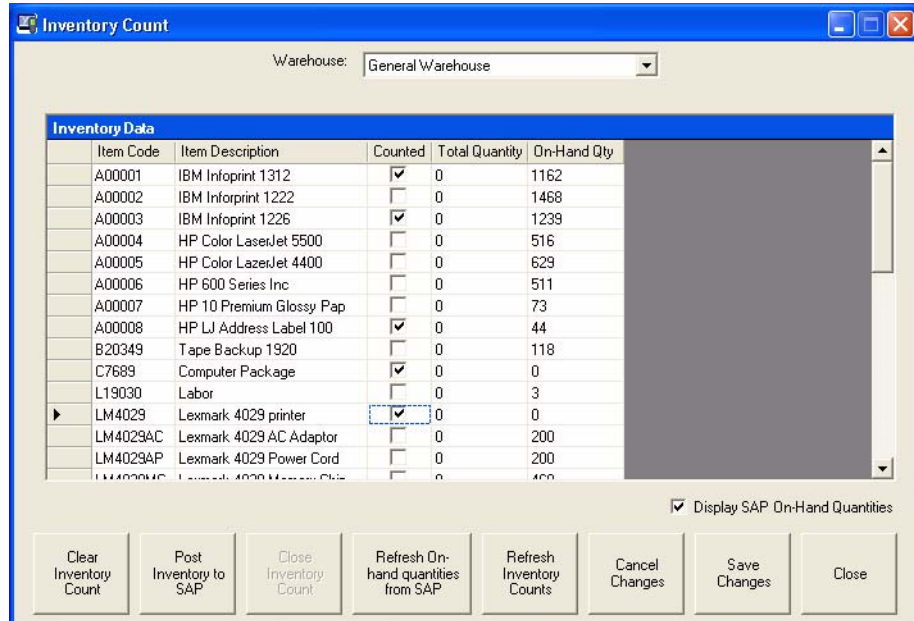 Inventory Count
Warehouse: General Warehouse
Inventory Data
Item Code Item Description Counted Total Quantity On-Hand Qty
A00001 IBM Infoprint 1312 0 1162
A00002 IBM Inforprint 1222 0 1468
A00003 IBM Infoprint 1226 0 1239
A00004 HP Color LaserJet 5500 0 516
A00005 HP Color LazerJet 4400 0 629
A00006 HP 600 Series Inc 0 511
A00007 HP 10 Premium Glossy Pap 0 73
A00008 HP LJ Address Label 100 0 44
B20349 Tape Backup 1920 0 118
C7689 Computer Package 0 0
L19030 Labor 0 3
LM4029 Lexmark 4029 printer 0 0
LM4029AC Lexmark 4029 AC Adaptor 0 200
LM4029AP Lexmark 4029 Power Cord 0 200
Lexmark 4029 Memory Chip 0
Display SAP On-Hand Quantities
Clear Inventory Count
Post Inventory to SAP
Close Inventory Count
Refresh On-hand quantities from SAP
Refresh Inventory Counts
Cancel Changes
Save Changes
Close